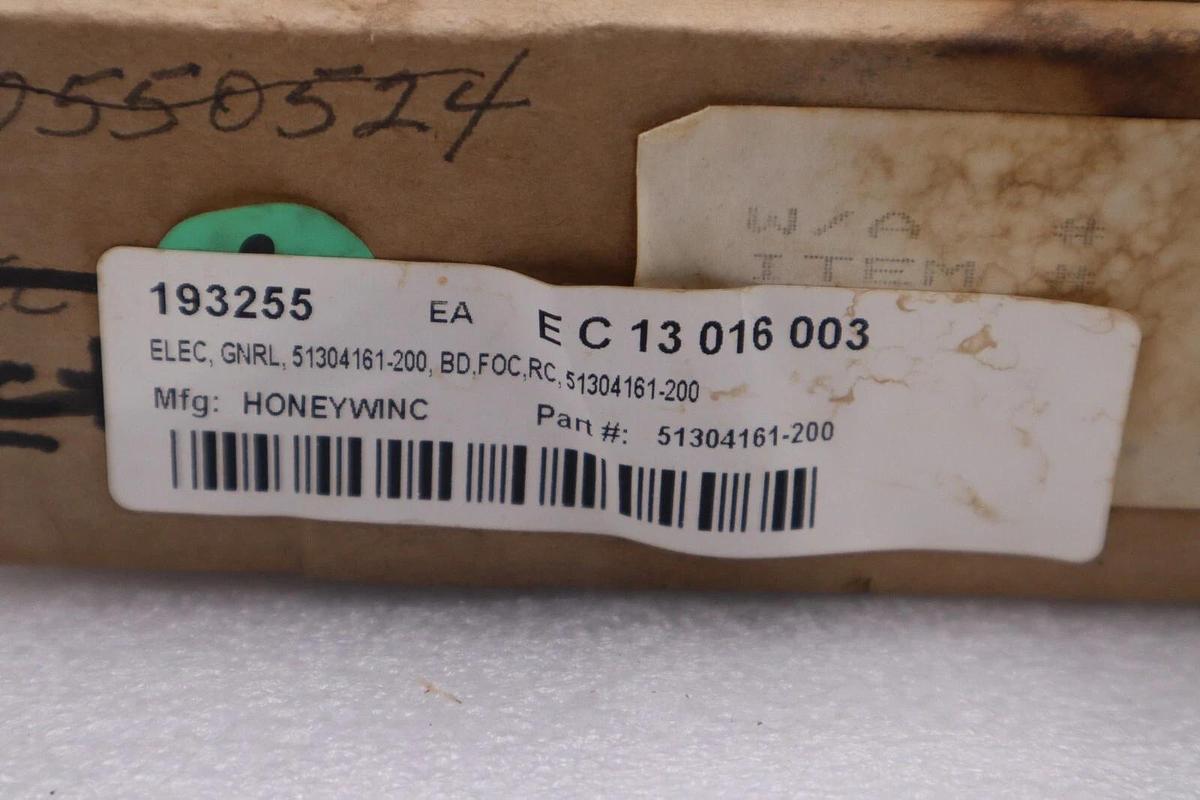 0550524
W/A #
ITEM #
193255 EA E C 13 016 003
ELEC, GNRL, 51304161-200, BD,FOC,RC, 51304161-200
Mfg: HONEYWINC Part #: 51304161-200